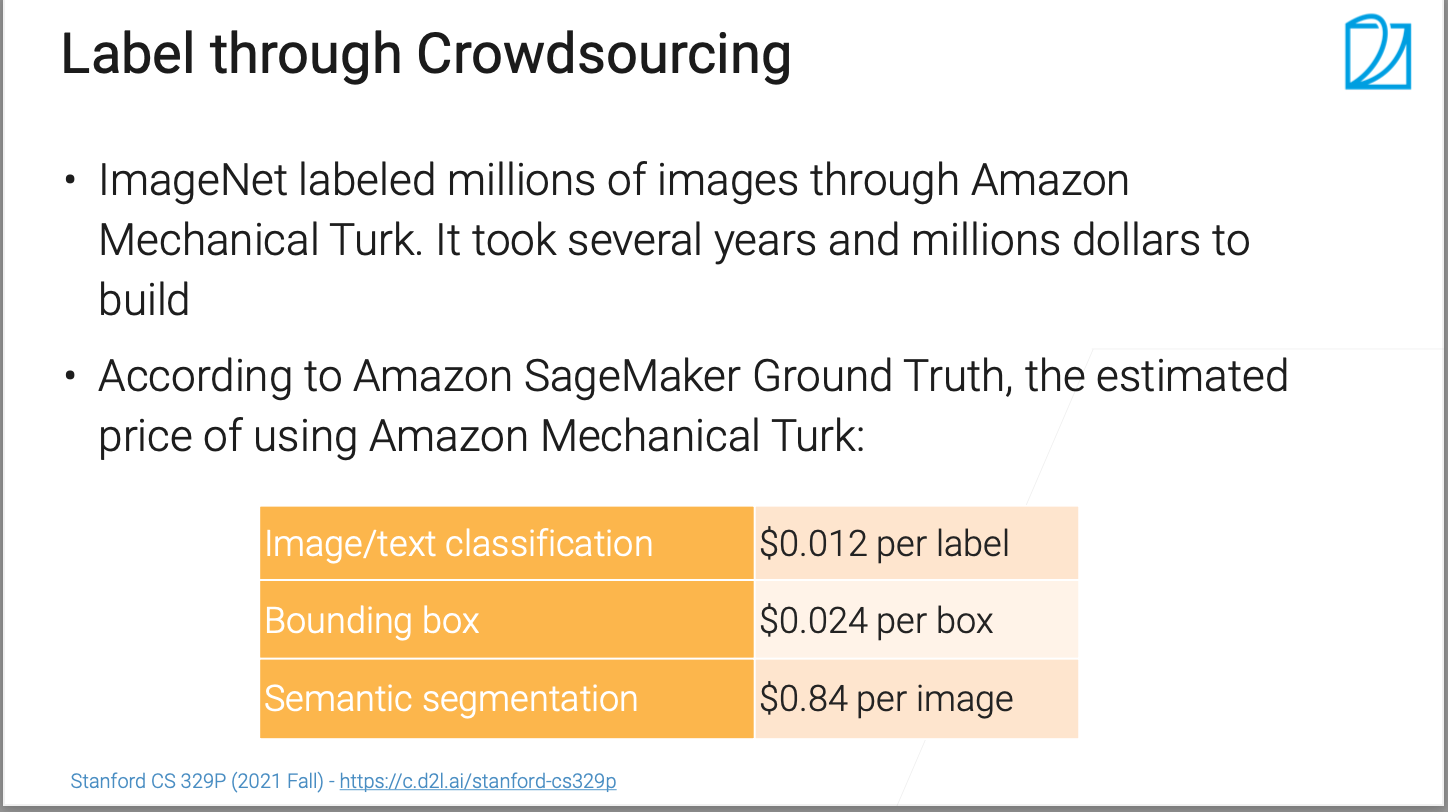 Label through Crowdsourcing
• ImageNet labeled millions of images through Amazon
Mechanical Turk. It took several years and millions dollars to
build
• According to Amazon SageMaker Ground Truth, the estimated
price of using Amazon Mechanical Turk:
Image/text classification $0.012 per label
Bounding box $0.024 per box
Semantic segmentation $0.84 per image
Stanford CS 329P (2021 Fall) - https://c.d2l.ai/stanford-cs329p